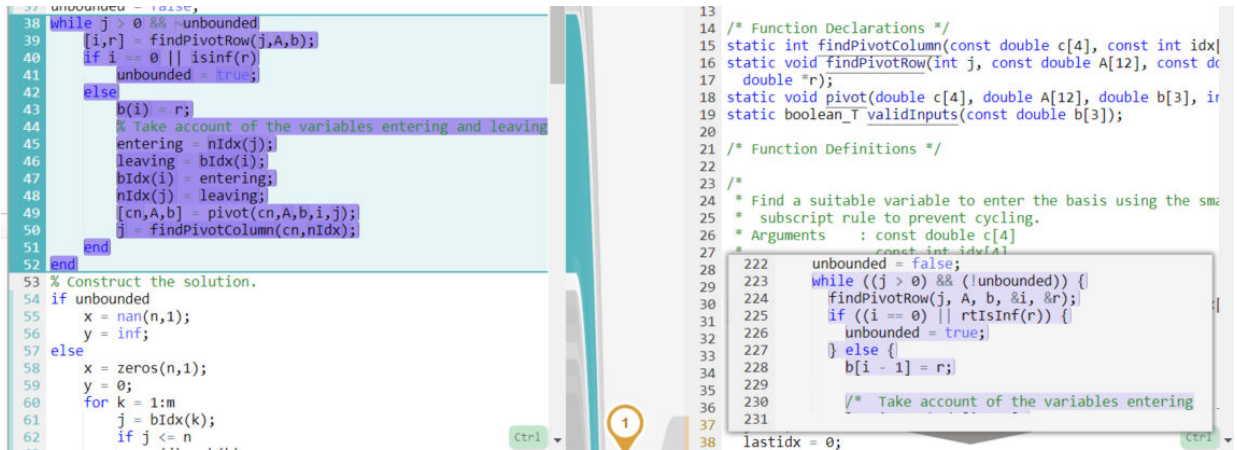 37 unbounded = false;
38 while j > 0 && ~unbounded
39 [i,r] = findPivotRow(j,A,b);
40 if i == 0 || isinf(r)
41 unbounded = true;
42 else
43 b(i) = r;
44 % Take account of the variables entering and leaving
45 entering = nIdx(j);
46 leaving = bIdx(i);
47 bIdx(i) = entering;
48 nIdx(j) = leaving;
49 [cn,A,b] = pivot(cn,A,b,i,j);
50 j = findPivotColumn(cn,nIdx);
51 end
52 end
53 % Construct the solution.
54 if unbounded
55 x = nan(n,1);
56 y = inf;
57 else
58 x = zeros(n,1);
59 y = 0;
60 for k = 1:m
61 j = bIdx(k);
62 if j <= n
Ctrl
1
13
14 /* Function Declarations */
15 static int findPivotColumn(const double c[4], const int idx[
16 static void findPivotRow(int j, const double A[12], const do
17 double *r);
18 static void pivot(double c[4], double A[12], double b[3], in
19 static boolean_T validInputs(const double b[3]);
20
21 /* Function Definitions */
22
23 /*
24 * Find a suitable variable to enter the basis using the sma
25 * subscript rule to prevent cycling.
26 * Arguments : const double c[4]
27 * const int idx[4]
28
29
30
31
32
33
34
35
36
37
38 lastidx = 0;
222 unbounded = false;
223 while ((j > 0) && (!unbounded)) {
224 findPivotRow(j, A, b, &i, &r);
225 if ((i == 0) || rtIsInf(r)) {
226 unbounded = true;
227 } else {
228 b[i - 1] = r;
229
230 /* Take account of the variables entering
231
Ctrl